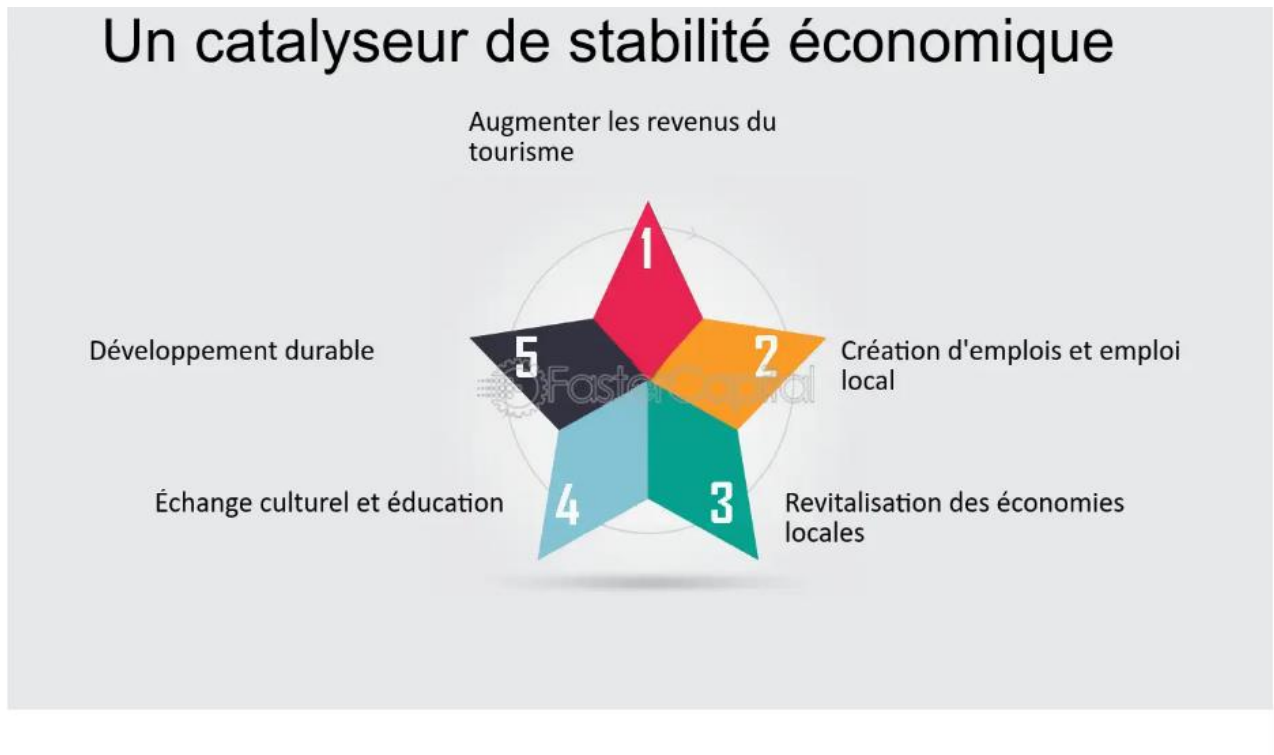 Un catalyseur de stabilité économique
Augmenter les revenus du
tourisme
1
2
Création d'emplois et emploi
local
3
Revitalisation des économies
locales
4
Échange culturel et éducation
5
Développement durable
FasterCapital